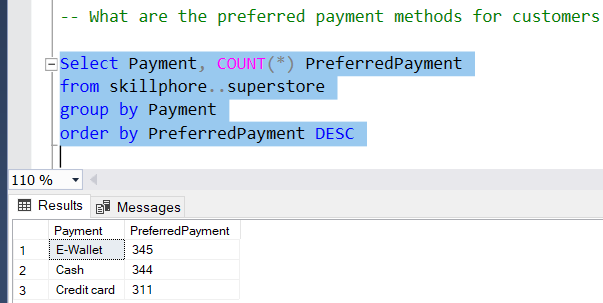 -- What are the preferred payment methods for customers
Select Payment, COUNT(*) PreferredPayment
from skillphore..superstore
group by Payment
order by PreferredPayment DESC
110 %
Results Messages
Payment PreferredPayment
1 E-Wallet 345
2 Cash 344
3 Credit card 311